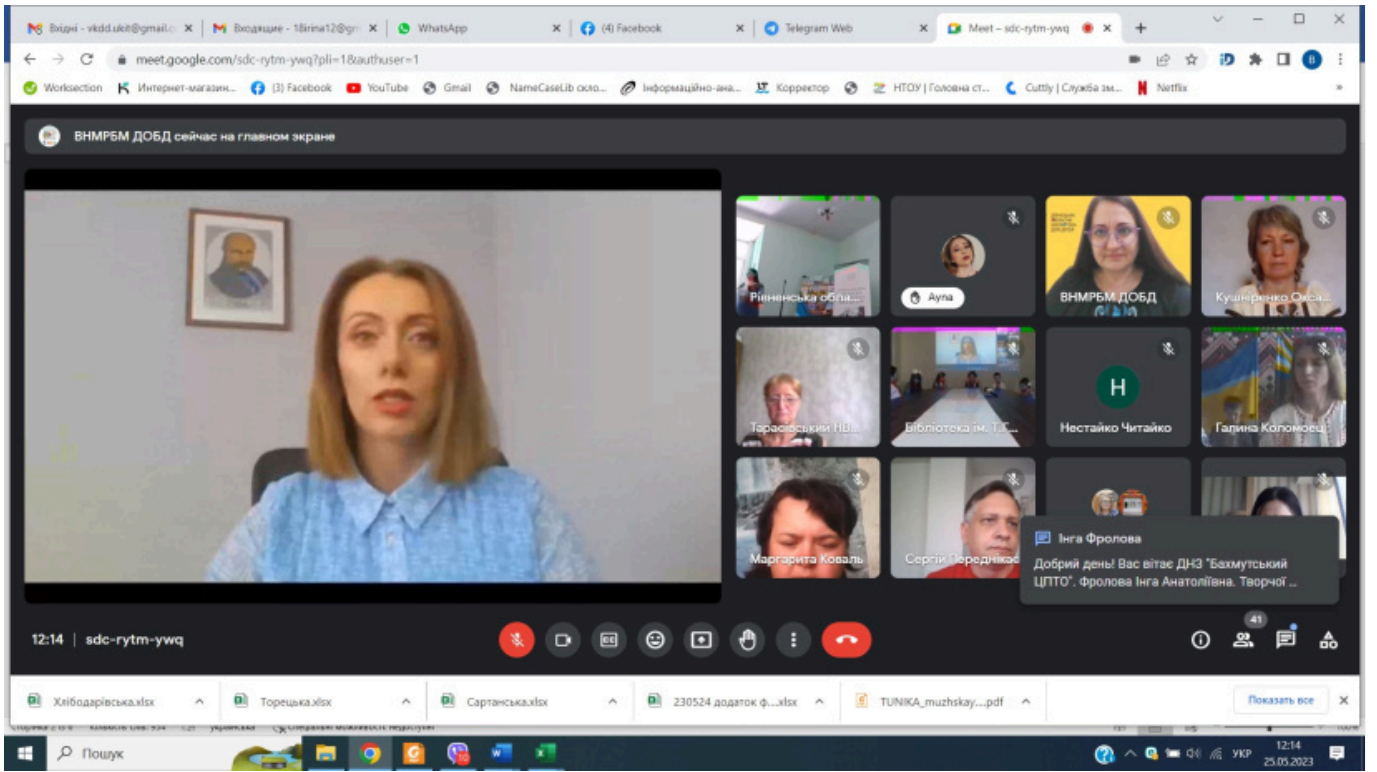 Вхідні - vkdd.ukit@gmail.c
Входящие - 18irina12@gm
WhatsApp
(4) Facebook
Telegram Web
Meet – sdc-rytm-ywq
meet.google.com/sdc-rytm-ywq?pli=1&authuser=1
Worksection
Интернет-магазин...
(3) Facebook
YouTube
Gmail
NameCaseLib скло...
Інформаційно-ана...
Корректор
НТОУ | Головна ст...
Cuttly | Служба зм...
Netflix
ВНМРБМ ДОБД сейчас на главном экране
Рівненська обла...
Аула
ВНМРБМ ДОБД
Кушніренко Окса...
Тарасівський НВ...
Бібліотека ім. Т.Г....
Н
Нестайко Читайко
Галина Коломоєць
Маргарита Коваль
Сергій Переднікас
Інга Фролова
Добрий день! Вас вітає ДНЗ "Бахмутський
ЦПТО". Фролова Інга Анатоліївна. Творчої ...
12:14 | sdc-rytm-ywq
41
Хлібодарівська.xlsx
Торецька.xlsx
Сартанська.xlsx
230524 додаток ф....xlsx
TUNIKA_muzhskay....pdf
Показать все
Пошук
УКР
12:14
25.05.2023